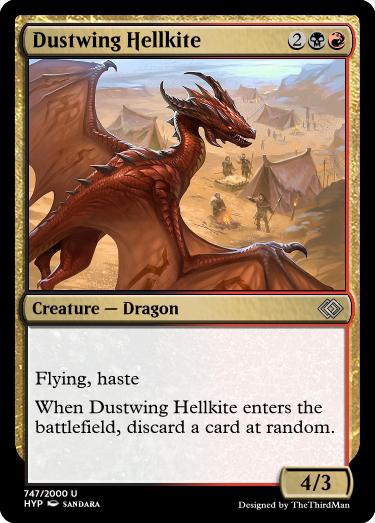 Dustwing Hellkite 2
Creature — Dragon
Flying, haste
When Dustwing Hellkite enters the
battlefield, discard a card at random.
4/3
747/2000 U
HYP SANDARA Designed by TheThirdMan